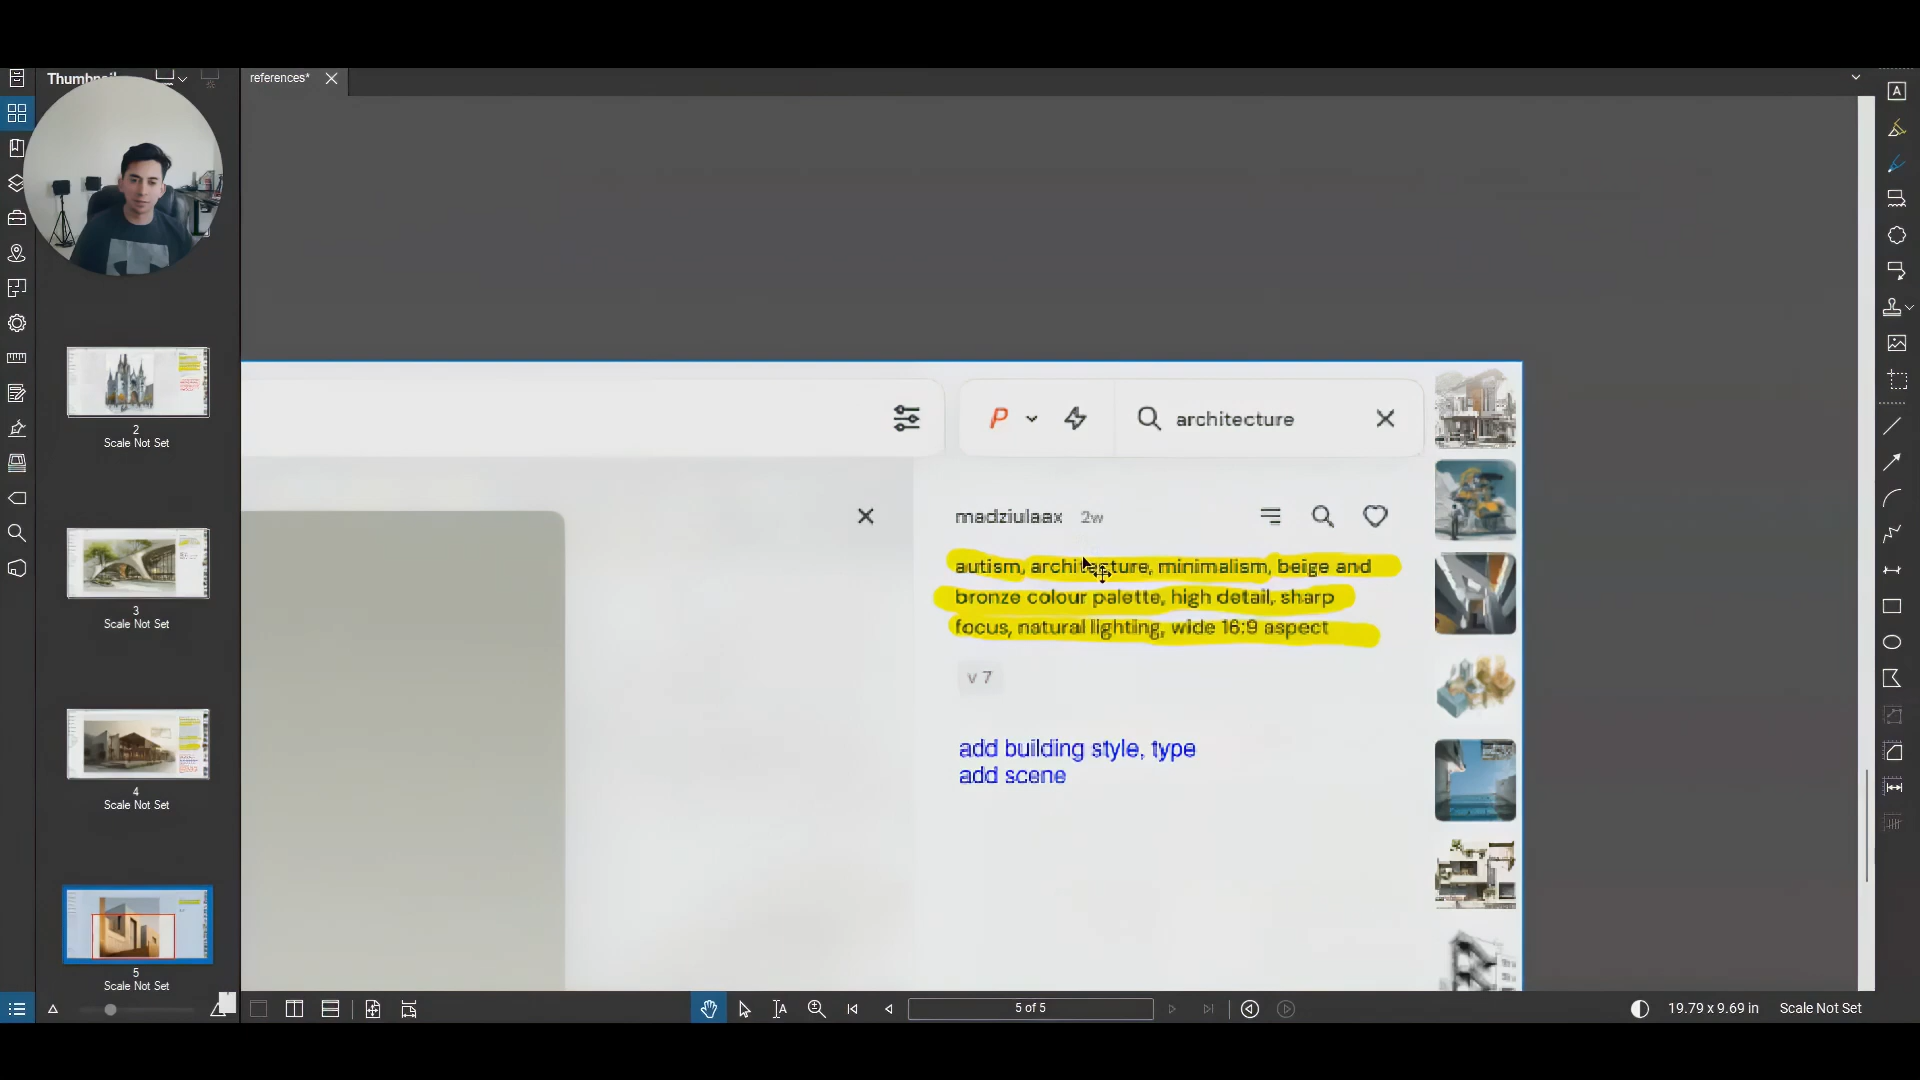 Thumbn
references*
architecture
madziulaax 2w
autism, architecture, minimalism, beige and
bronze colour palette, high detail, sharp
focus, natural lighting, wide 16:9 aspect
v 7
add building style, type
add scene
2
Scale Not Set
3
Scale Not Set
4
Scale Not Set
5
Scale Not Set
5 of 5
19.79 x 9.69 in
Scale Not Set